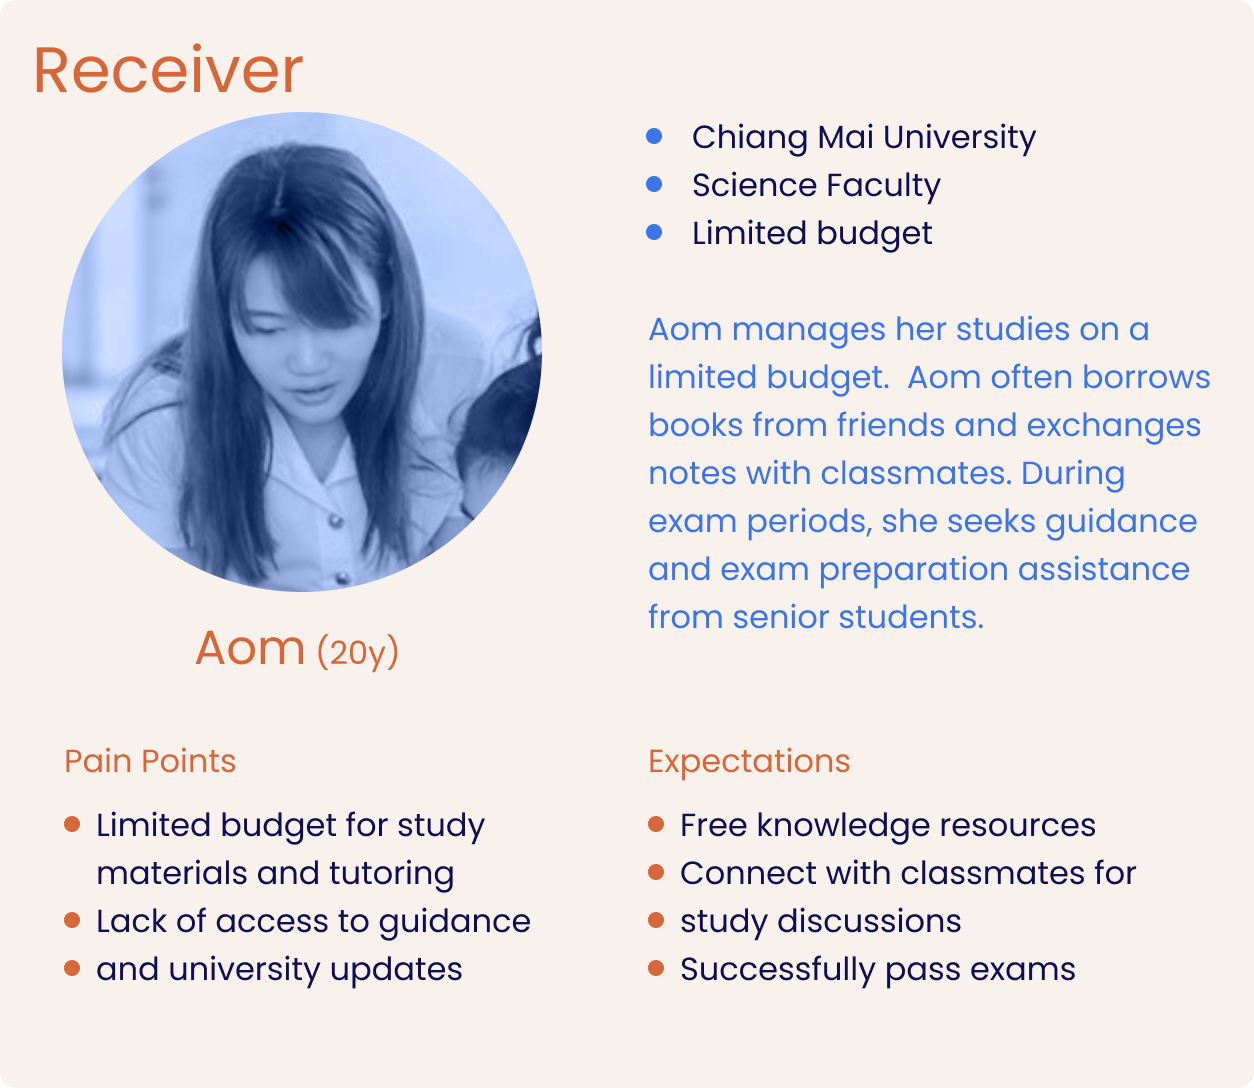 Receiver
Chiang Mai University
Science Faculty
Limited budget
Aom manages her studies on a
limited budget.  Aom often borrows
books from friends and exchanges
notes with classmates. During
exam periods, she seeks guidance
and exam preparation assistance
from senior students.
Aom (20y)
Pain Points
Limited budget for study
materials and tutoring
Lack of access to guidance
and university updates
Expectations
Free knowledge resources
Connect with classmates for
study discussions
Successfully pass exams